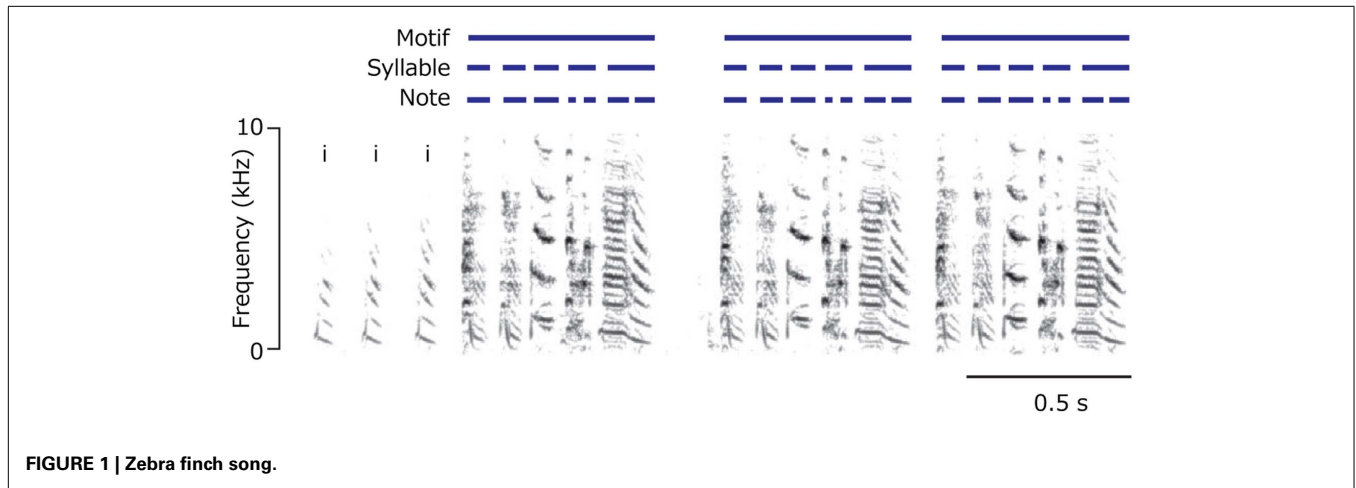 Motif
Syllable
Note
10
i i i
Frequency (kHz)
0
0.5 s
FIGURE 1 | Zebra finch song.